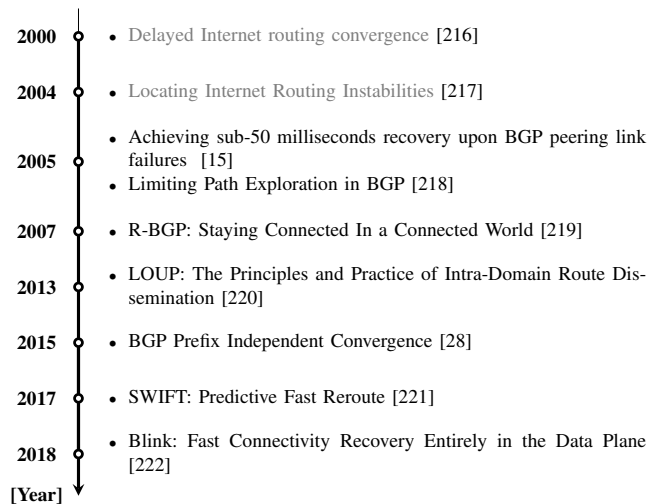 2000 • Delayed Internet routing convergence [216]
2004 • Locating Internet Routing Instabilities [217]
2005 • Achieving sub-50 milliseconds recovery upon BGP peering link
failures [15]
• Limiting Path Exploration in BGP [218]
2007 • R-BGP: Staying Connected In a Connected World [219]
2013 • LOUP: The Principles and Practice of Intra-Domain Route Dis-
semination [220]
2015 • BGP Prefix Independent Convergence [28]
2017 • SWIFT: Predictive Fast Reroute [221]
2018 • Blink: Fast Connectivity Recovery Entirely in the Data Plane
[222]
[Year]